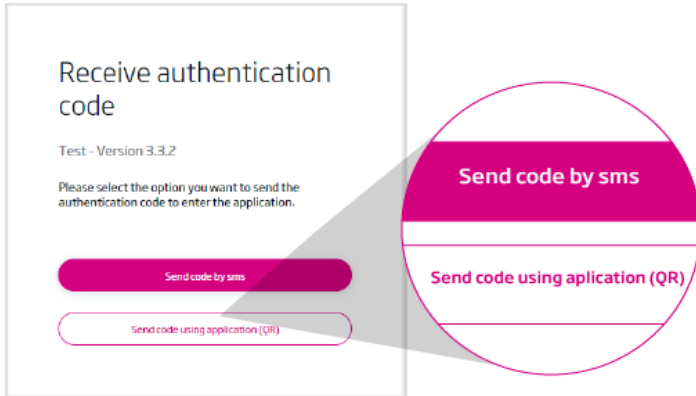 Receive authentication
code
Test - Version 3.3.2
Please select the option you want to send the
authentication code to enter the application.
Send code by sms
Send code using application (QR)
Send code by sms
Send code using aplication (QR)